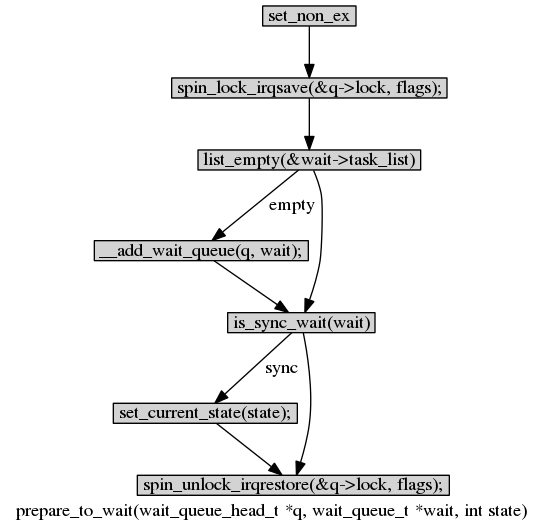 set_non_ex
spin_lock_irqsave(&q->lock, flags);
list_empty(&wait->task_list)
empty
__add_wait_queue(q, wait);
is_sync_wait(wait)
sync
set_current_state(state);
spin_unlock_irqrestore(&q->lock, flags);
prepare_to_wait(wait_queue_head_t *q, wait_queue_t *wait, int state)